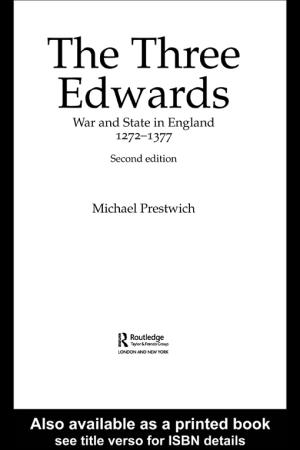 The Three
Edwards
War and State in England
1272–1377
Second edition
Michael Prestwich
Routledge
Taylor & Francis Group
LONDON AND NEW YORK
Also available as a printed book
see title verso for ISBN details